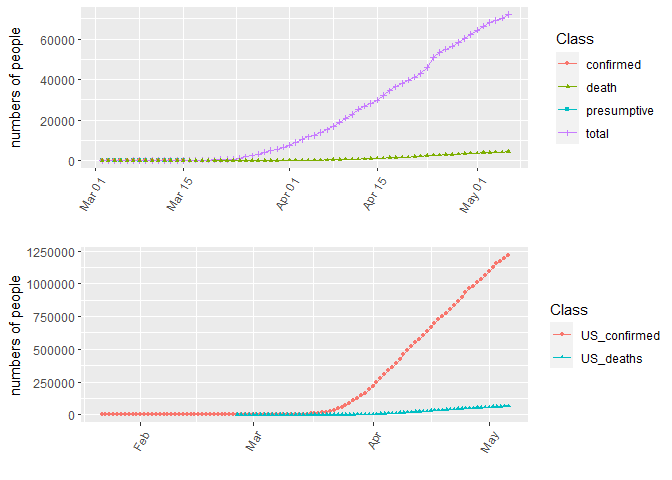 numbers of people
60000
40000
20000
0
Mar 01
Mar 15
Apr 01
Apr 15
May 01
Class
confirmed
death
presumptive
total
numbers of people
1250000
1000000
750000
500000
250000
0
Feb
Mar
Apr
May
Class
US_confirmed
US_deaths